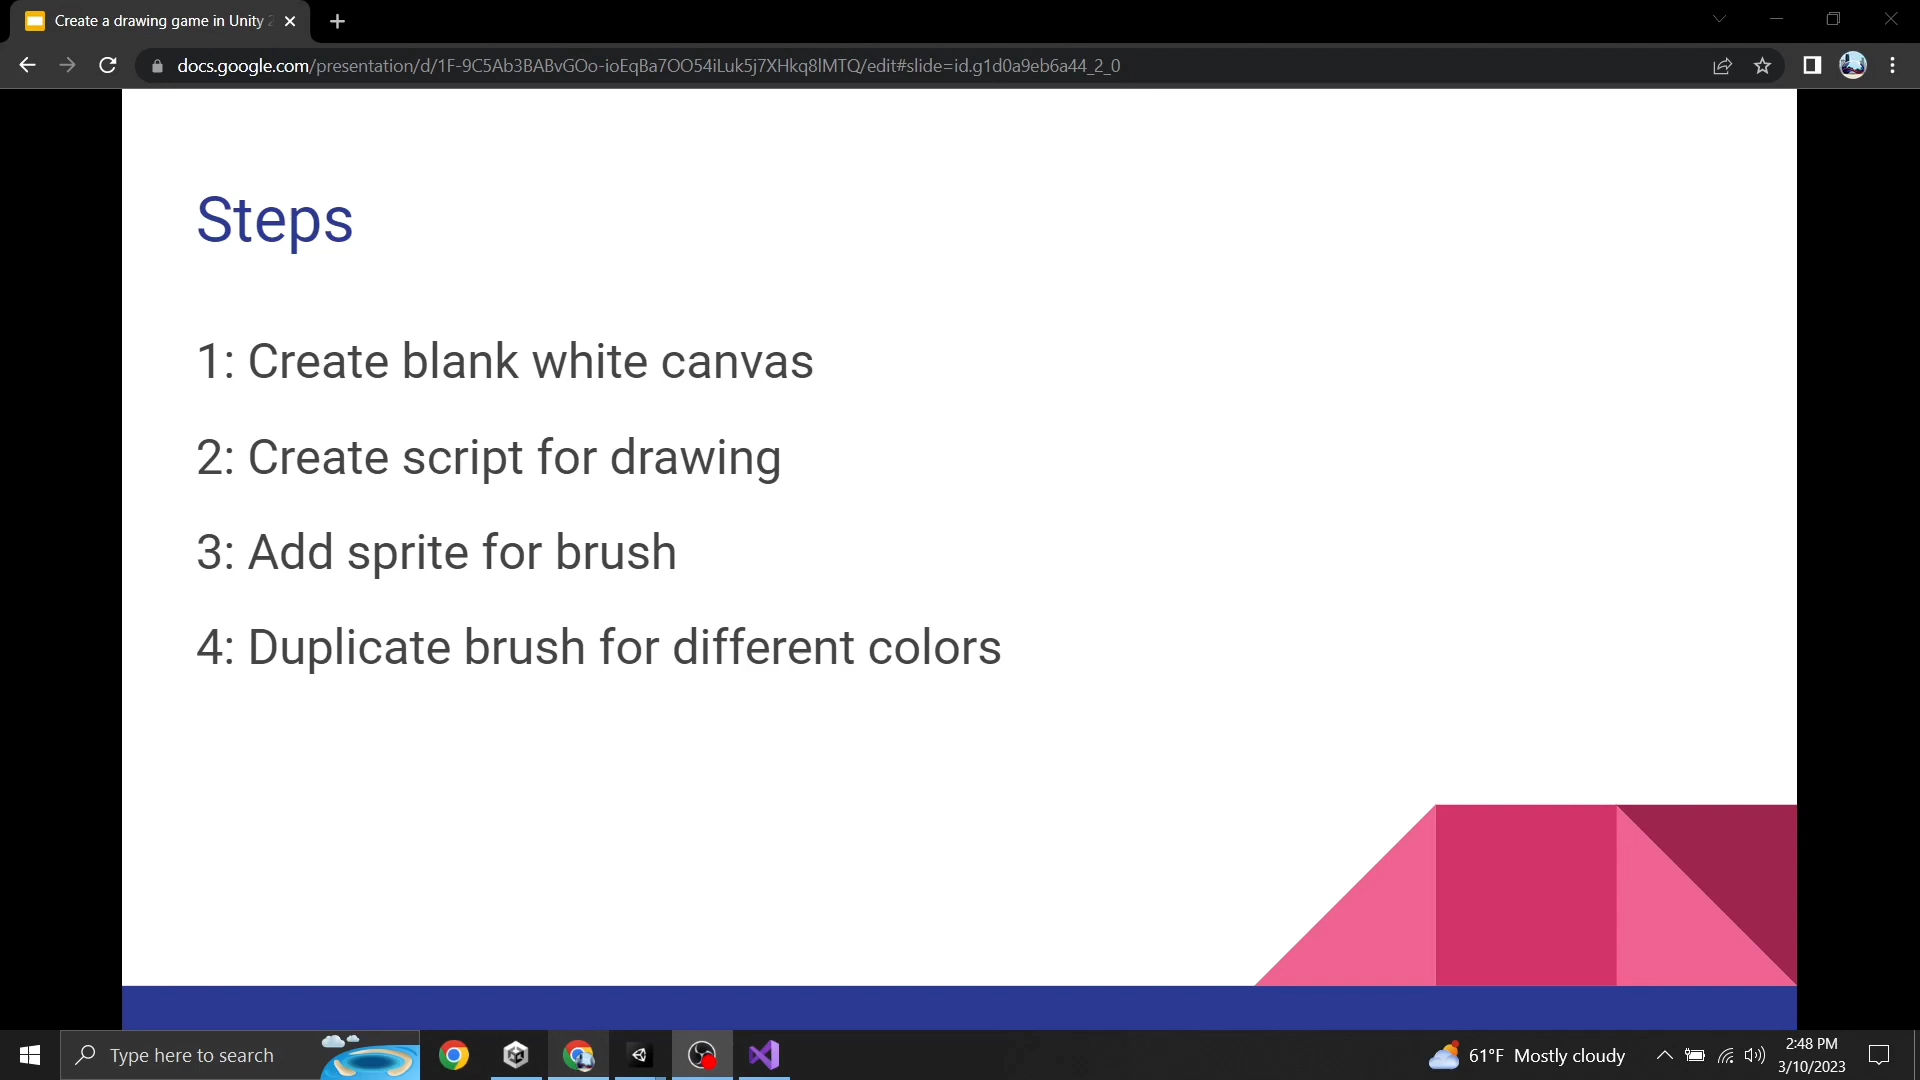 Create a drawing game in Unity
docs.google.com/presentation/d/1F-9C5Ab3BABvGOo-ioEqBa7OO54iLuk5j7XHkq8lMTQ/edit#slide=id.g1d0a9eb6a44_2_0
Steps
1: Create blank white canvas
2: Create script for drawing
3: Add sprite for brush
4: Duplicate brush for different colors
Type here to search
61°F Mostly cloudy
2:48 PM
3/10/2023